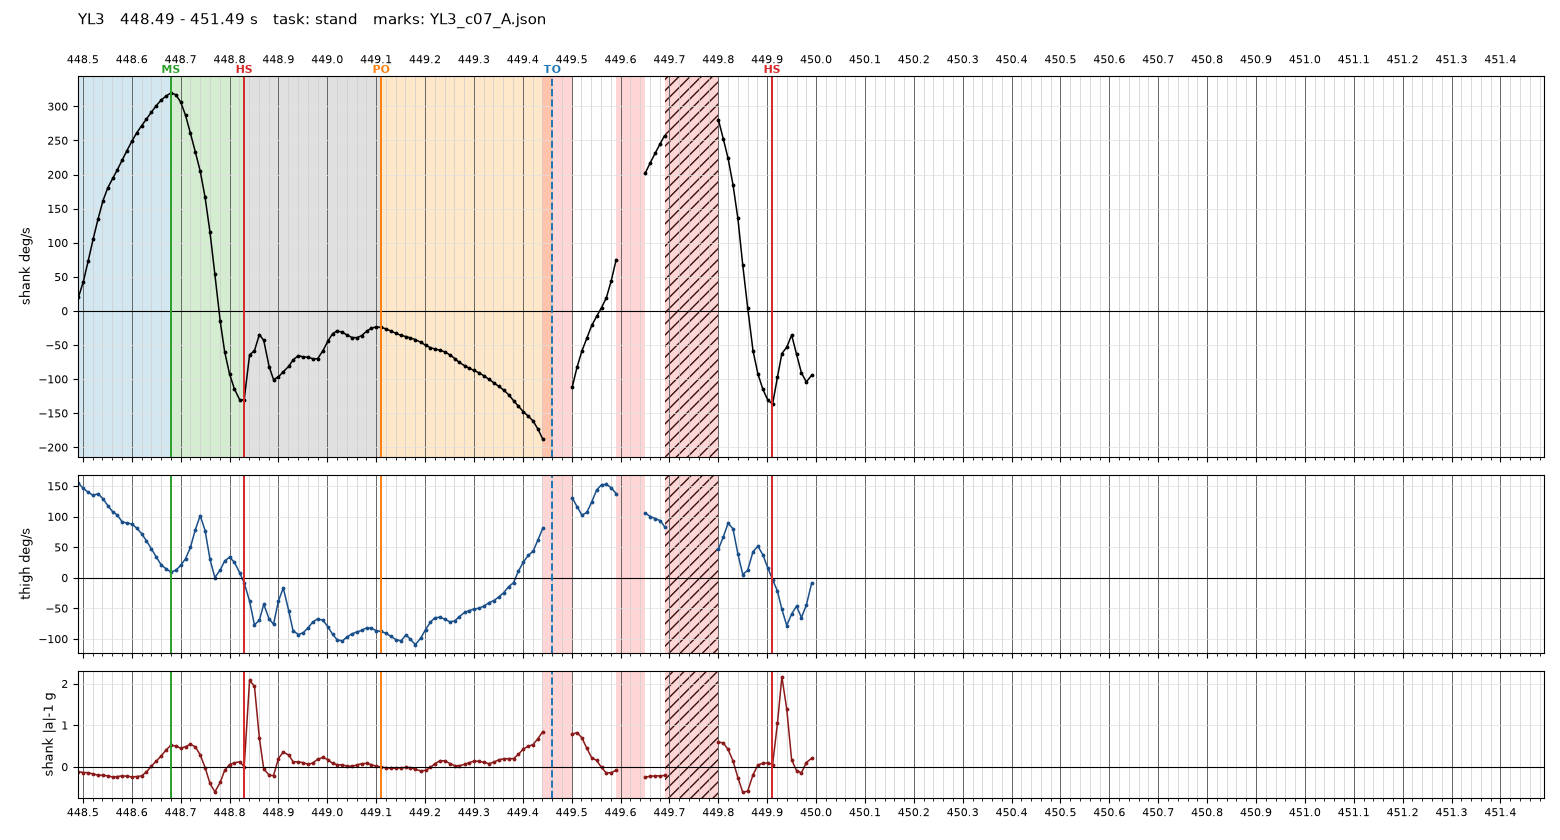 YL3 448.49 - 451.49 s task: stand marks: YL3_c07_A.json
448.5 448.6 448.7 448.8 448.9 449.0 449.1 449.2 449.3 449.4 449.5 449.6 449.7 449.8 449.9 450.0 450.1 450.2 450.3 450.4 450.5 450.6 450.7 450.8 450.9 451.0 451.1 451.2 451.3 451.4
MS HS PO TO HS
300
250
200
150
100
50
0
−50
−100
−150
−200
shank deg/s
150
100
50
0
−50
−100
thigh deg/s
2
1
0
shank |a|-1 g
448.5 448.6 448.7 448.8 448.9 449.0 449.1 449.2 449.3 449.4 449.5 449.6 449.7 449.8 449.9 450.0 450.1 450.2 450.3 450.4 450.5 450.6 450.7 450.8 450.9 451.0 451.1 451.2 451.3 451.4